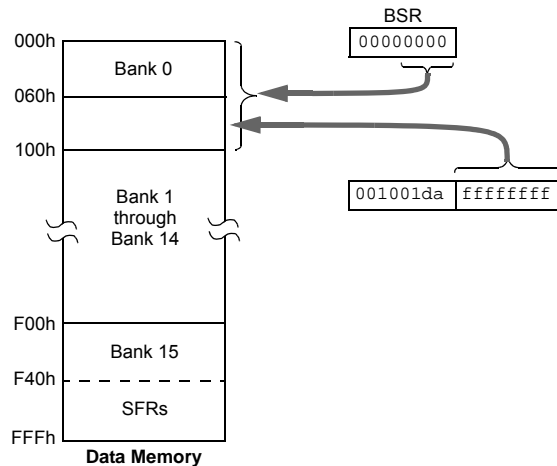 BSR
00000000
000h
Bank 0
060h
100h
001001da ffffffff
Bank 1
through
Bank 14
F00h
Bank 15
F40h
SFRs
FFFh
Data Memory